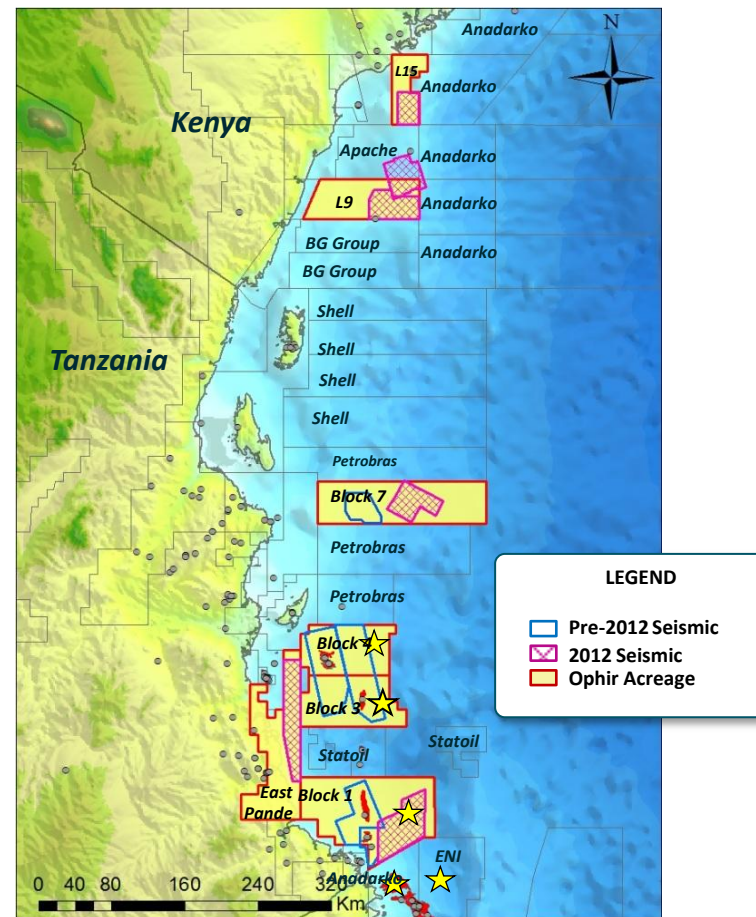 N
Anadarko
L15
Anadarko
Kenya
Apache
Anadarko
L9
Anadarko
BG Group
Anadarko
BG Group
Shell
Tanzania
Shell
Shell
Shell
Petrobras
Block 7
Petrobras
LEGEND
Petrobras
Pre-2012 Seismic
Block 4
2012 Seismic
Ophir Acreage
Block 3
Statoil
Statoil
East
Block 1
Pande
ENI
Anadarko
0 40 80 160 240 320
Km